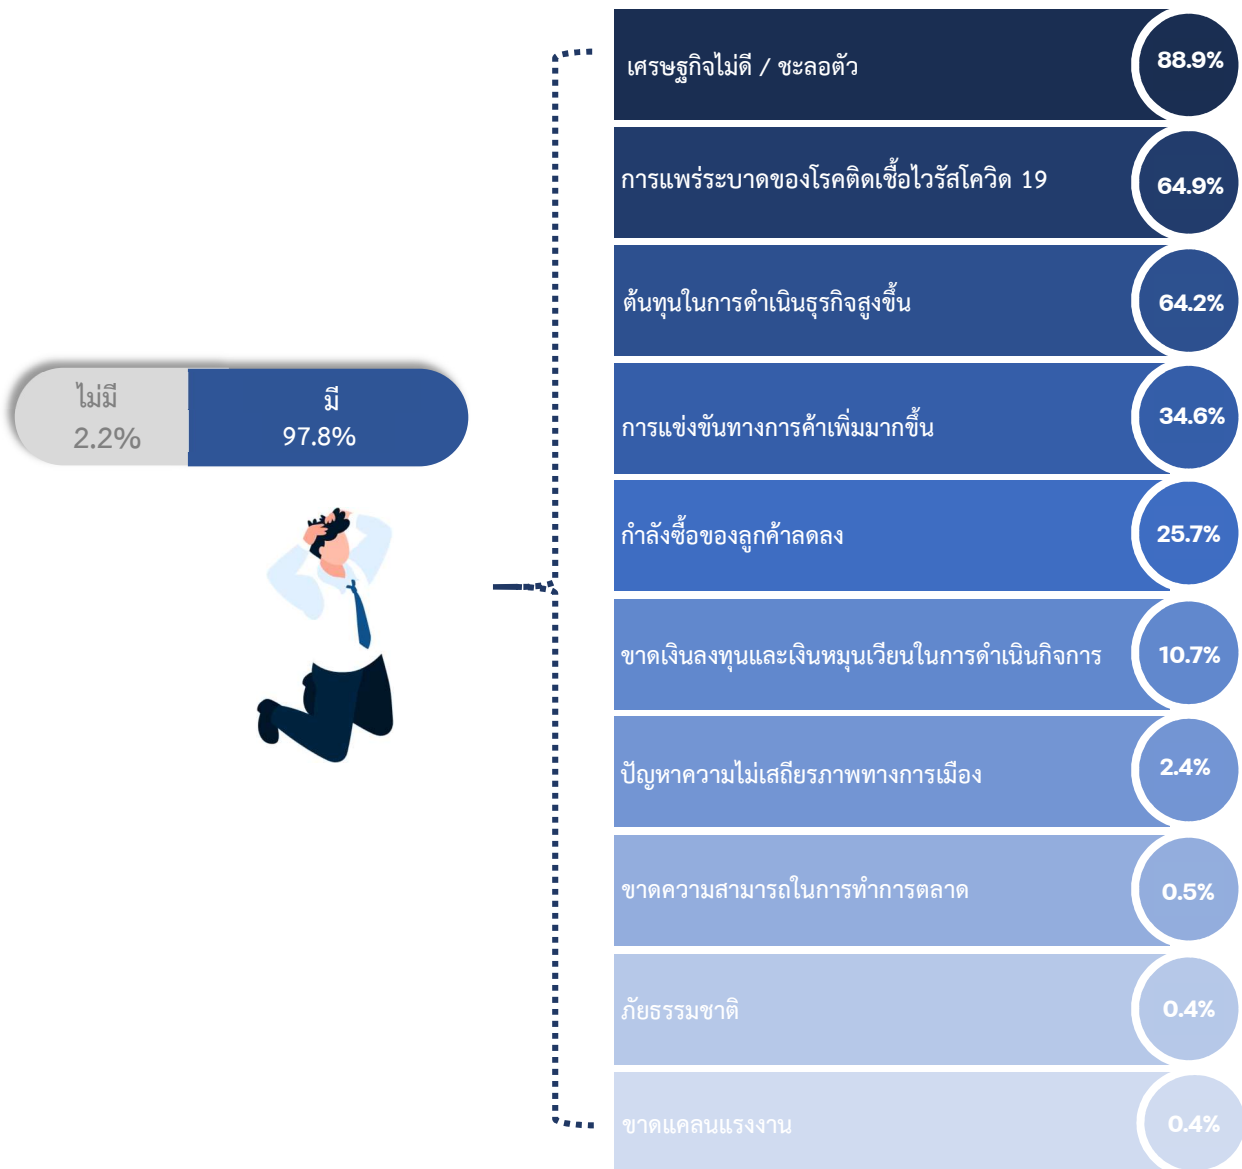 ไม่มี
2.2%
มี
97.8%
เศรษฐกิจไม่ดี / ชะลอตัว
88.9%
การแพร่ระบาดของโรคติดเชื้อไวรัสโควิด 19
64.9%
ต้นทุนในการดำเนินธุรกิจสูงขึ้น
64.2%
การแข่งขันทางการค้าเพิ่มมากขึ้น
34.6%
กำลังซื้อของลูกค้าลดลง
25.7%
ขาดเงินลงทุนและเงินหมุนเวียนในการดำเนินกิจการ
10.7%
ปัญหาความไม่เสถียรภาพทางการเมือง
2.4%
ขาดความสามารถในการทำการตลาด
0.5%
ภัยธรรมชาติ
0.4%
ขาดแคลนแรงงาน
0.4%